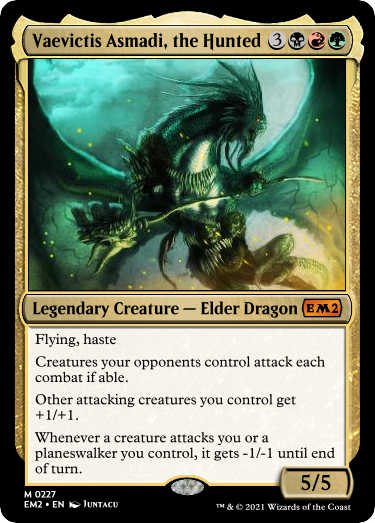 Vaevictis Asmadi, the Hunted 3
Legendary Creature — Elder Dragon EM2
Flying, haste
Creatures your opponents control attack each
combat if able.
Other attacking creatures you control get
+1/+1.
Whenever a creature attacks you or a
planeswalker you control, it gets -1/-1 until end
of turn.
5/5
M 0227
EM2 • EN Juntacu
™ & © 2021 Wizards of the Coast